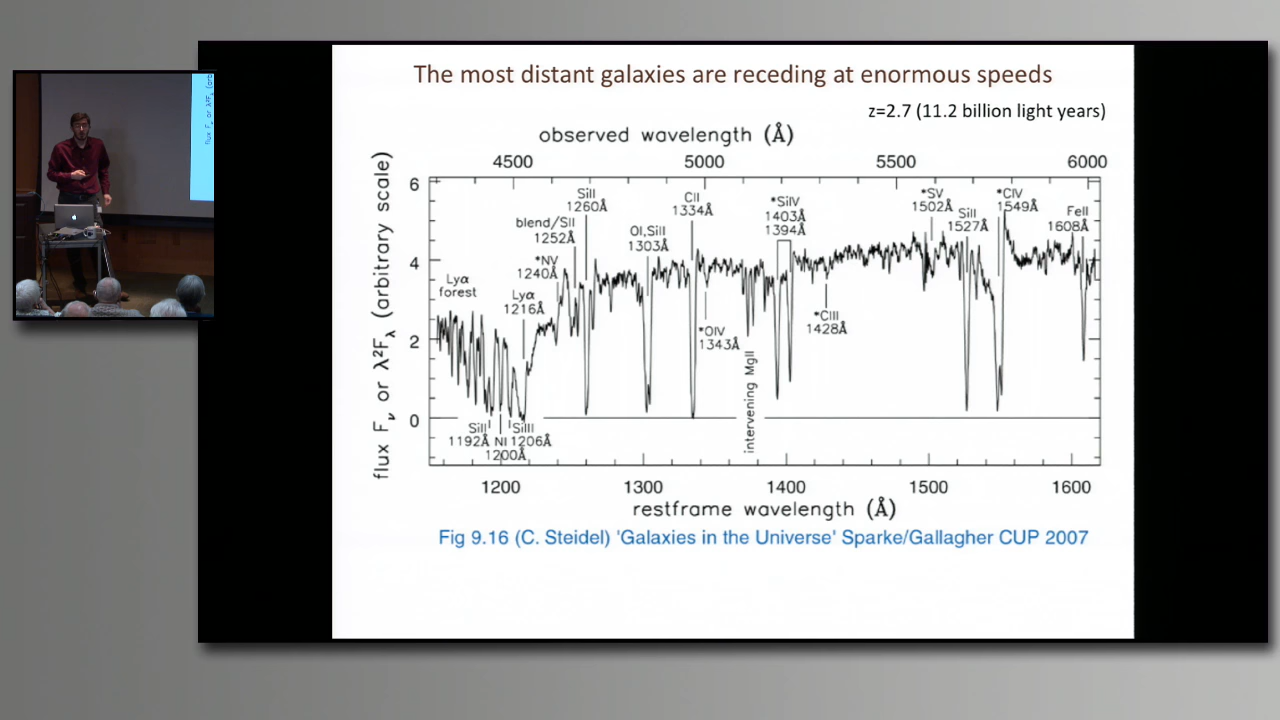 The most distant galaxies are receding at enormous speeds
z=2.7 (11.2 billion light years)
observed wavelength (Å)
4500 5000 5500 6000
flux Fν or λ²Fλ (arbitrary scale)
6
4
2
0
Lyα
forest
Lyα
1216Å
*NV
1240Å
blend/SII
1252Å
SiII
1260Å
OI,SiII
1303Å
CII
1334Å
*OIV
1343Å
intervening MgII
*SiIV
1403Å
1394Å
*CIII
1428Å
*SV
1502Å
SiII
1527Å
*CIV
1549Å
FeII
1608Å
SiII
1192Å
NI
1200Å
SiIII
1206Å
1200 1300 1400 1500 1600
restframe wavelength (Å)
Fig 9.16 (C. Steidel) 'Galaxies in the Universe' Sparke/Gallagher CUP 2007